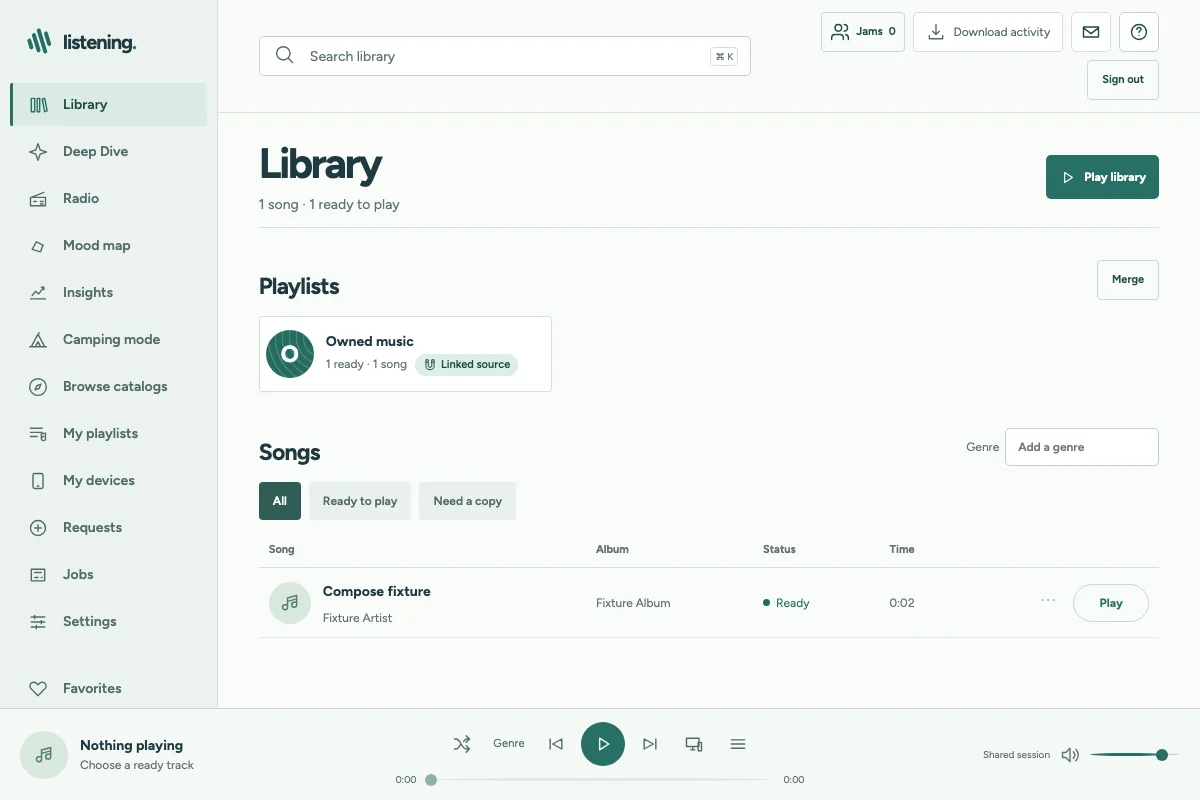 listening.
Library
Deep Dive
Radio
Mood map
Insights
Camping mode
Browse catalogs
My playlists
My devices
Requests
Jobs
Settings
Favorites
Search library
⌘ K
Jams 0
Download activity
Sign out
Library
1 song · 1 ready to play
Play library
Playlists
Merge
Owned music
1 ready · 1 song
Linked source
Songs
Genre
Add a genre
All
Ready to play
Need a copy
Song
Album
Status
Time
Compose fixture
Fixture Artist
Fixture Album
Ready
0:02
...
Play
Nothing playing
Choose a ready track
Genre
0:00
0:00
Shared session